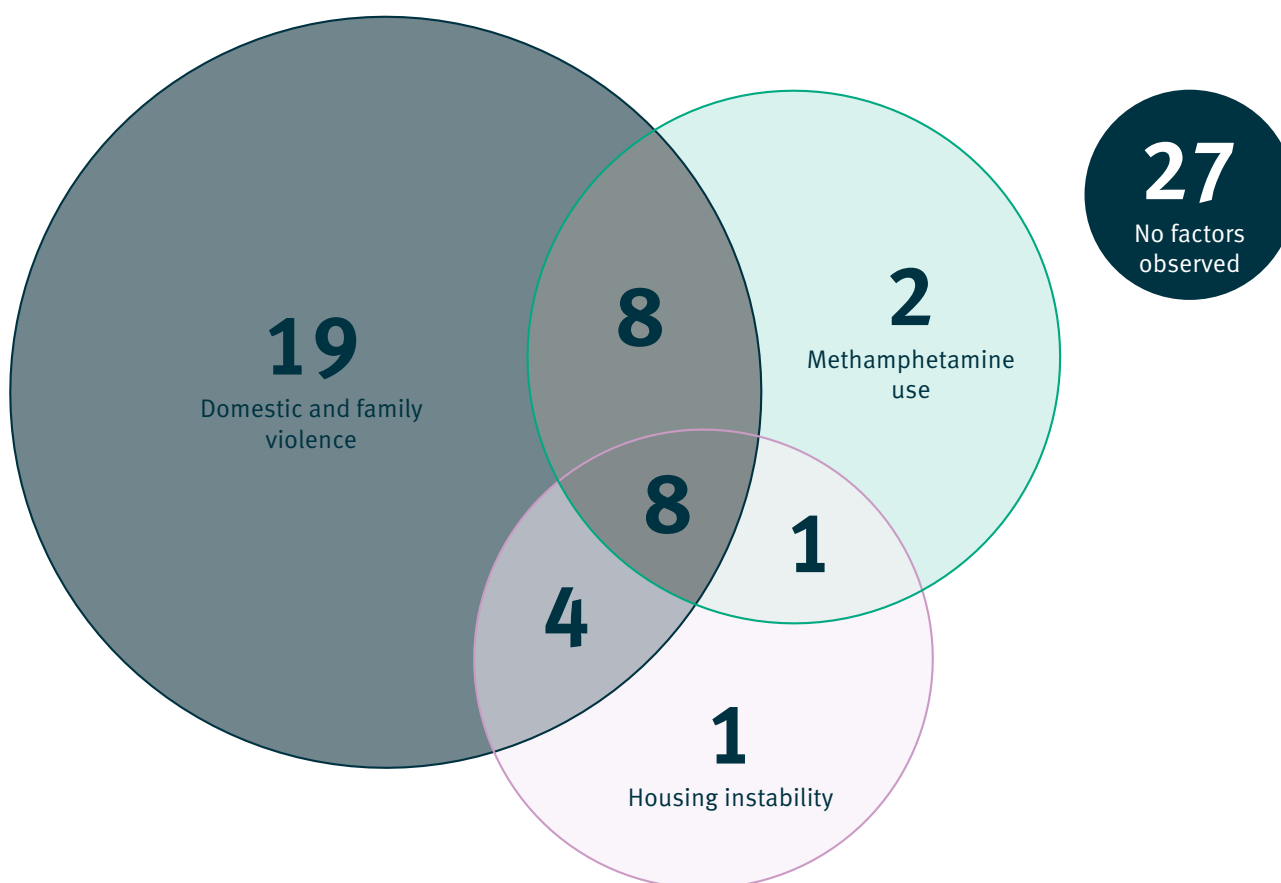 27
No factors
observed
8
2
Methamphetamine
use
19
Domestic and family
violence
8
1
4
1
Housing instability